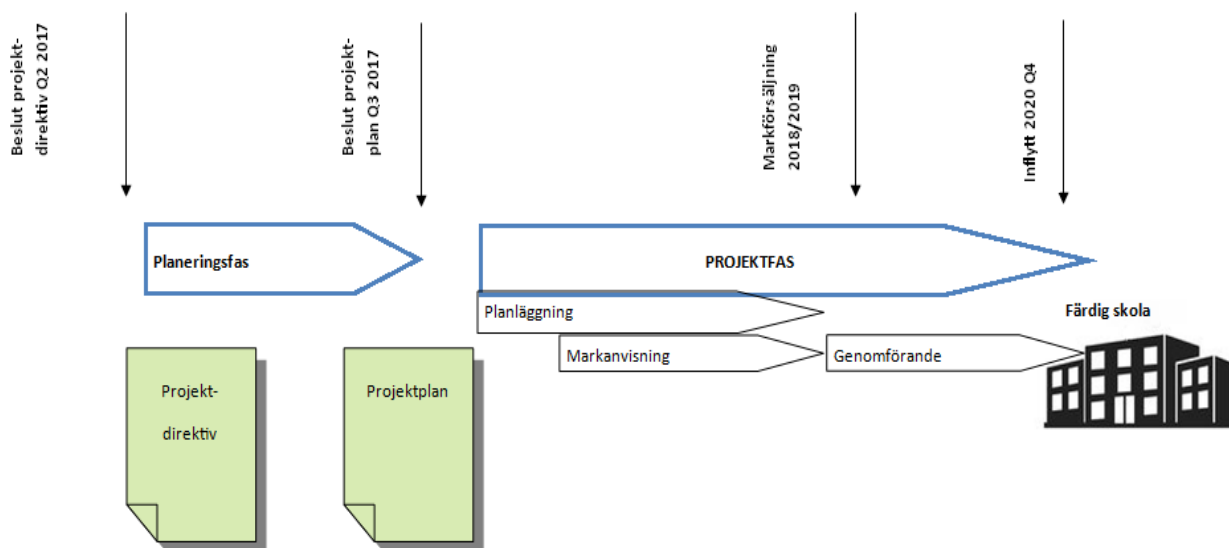 Beslut projekt-
direktiv Q2 2017
Beslut projekt-
plan Q3 2017
Markförsäljning
2018/2019
Inflytt 2020 Q4
Planeringsfas
PROJEKTFAS
Planläggning
Markanvisning
Genomförande
Färdig skola
Projekt-
direktiv
Projektplan